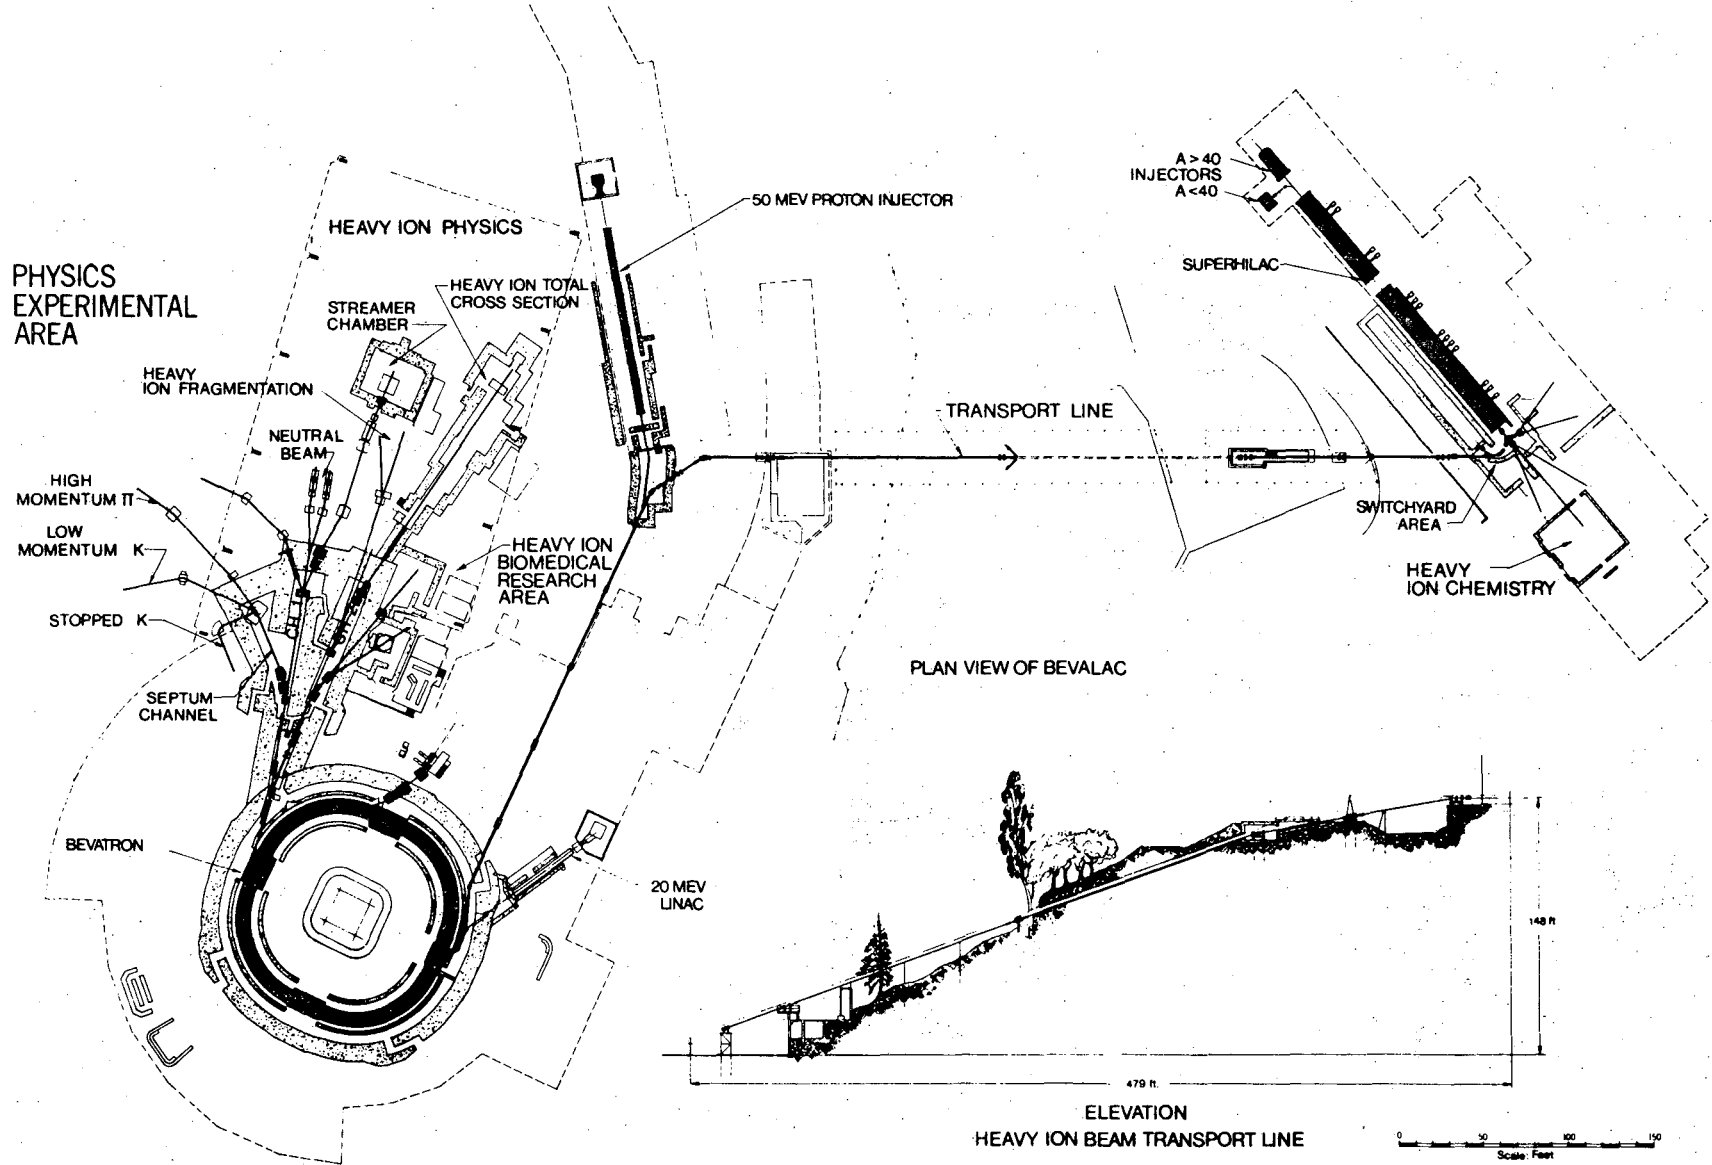 A > 40
INJECTORS
A < 40
50 MEV PROTON INJECTOR
HEAVY ION PHYSICS
SUPERHILAC
PHYSICS
EXPERIMENTAL
AREA
HEAVY ION TOTAL
CROSS SECTION
STREAMER
CHAMBER
HEAVY
ION FRAGMENTATION
TRANSPORT LINE
NEUTRAL
BEAM
HIGH
MOMENTUM π
LOW
MOMENTUM K
SWITCHYARD
AREA
HEAVY ION
BIOMEDICAL
RESEARCH
AREA
HEAVY
ION CHEMISTRY
STOPPED K
PLAN VIEW OF BEVALAC
SEPTUM
CHANNEL
BEVATRON
20 MEV
LINAC
148 ft
479 ft.
ELEVATION
HEAVY ION BEAM TRANSPORT LINE
0 50 100 150
Scale: Feet